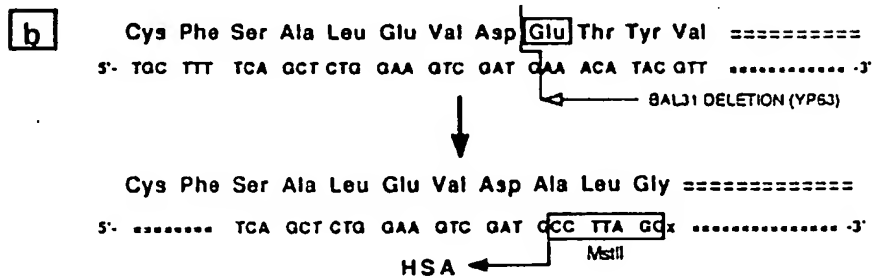 b
Cys Phe Ser Ala Leu Glu Val Asp Glu Thr Tyr Val ==========
5'- TGC TTT TCA GCT CTG GAA GTC GAT GAA ACA TAC GTT -3'
BAL31 DELETION (YP63)
Cys Phe Ser Ala Leu Glu Val Asp Ala Leu Gly ============
5'- TCA GCT CTG GAA GTC GAT GCC TTA GGx -3'
MstII
HSA